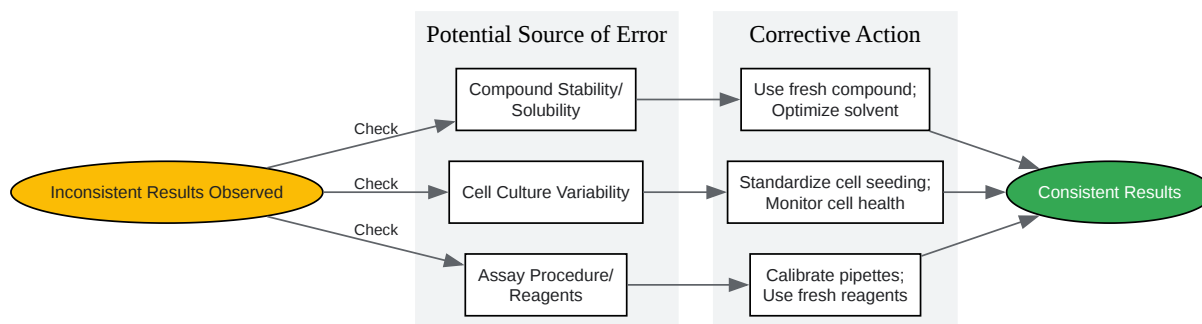 Potential Source of Error
Corrective Action
Compound Stability/
Solubility
Use fresh compound;
Optimize solvent
Check
Inconsistent Results Observed
Check
Cell Culture Variability
Standardize cell seeding;
Monitor cell health
Consistent Results
Check
Assay Procedure/
Reagents
Calibrate pipettes;
Use fresh reagents